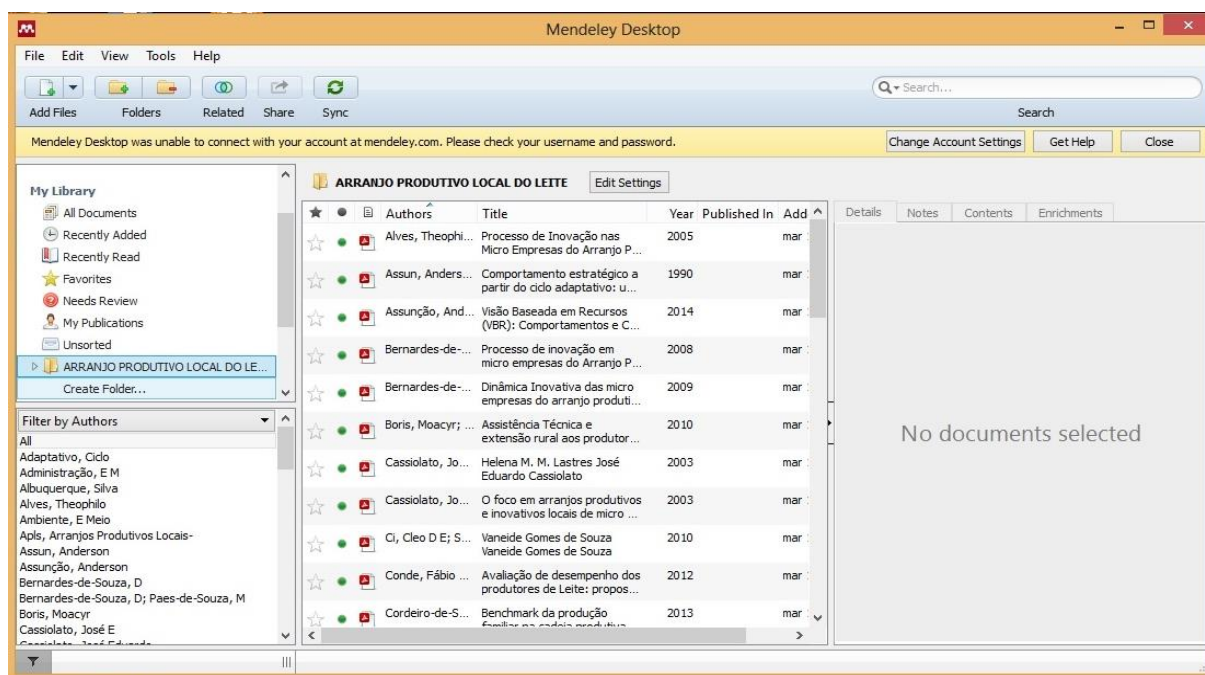 Mendeley Desktop
File Edit View Tools Help
Add Files Folders Related Share Sync
Search...
Search
Mendeley Desktop was unable to connect with your account at mendeley.com. Please check your username and password.
Change Account Settings Get Help Close
My Library
All Documents
Recently Added
Recently Read
Favorites
Needs Review
My Publications
Unsorted
ARRANJO PRODUTIVO LOCAL DO LE...
Create Folder...
Filter by Authors
All
Adaptativo, Ciclo
Administração, E M
Albuquerque, Silva
Alves, Theophilo
Ambiente, E Meio
Apls, Arranjos Produtivos Locais-
Assun, Anderson
Assunção, Anderson
Bernardes-de-Souza, D
Bernardes-de-Souza, D; Paes-de-Souza, M
Boris, Moacyr
Cassiolato, José E
ARRANJO PRODUTIVO LOCAL DO LEITE Edit Settings
Authors Title Year Published In Add
Alves, Theophi... Processo de Inovação nas 2005 mar
Micro Empresas do Arranjo P...
Assun, Anders... Comportamento estratégico a 1990 mar
partir do ciclo adaptativo: u...
Assunção, And... Visão Baseada em Recursos 2014 mar
(VBR): Comportamentos e C...
Bernardes-de-... Processo de inovação em 2008 mar
micro empresas do Arranjo P...
Bernardes-de-... Dinâmica Inovativa das micro 2009 mar
empresas do arranjo produti...
Boris, Moacyr; ... Assistência Técnica e 2010 mar
extensão rural aos produtor...
Cassiolato, Jo... Helena M. M. Lastres José 2003 mar
Eduardo Cassiolato
Cassiolato, Jo... O foco em arranjos produtivos 2003 mar
e inovativos locais de micro ...
Ci, Cleo D E; S... Vaneide Gomes de Souza 2010 mar
Vaneide Gomes de Souza
Conde, Fábio ... Avaliação de desempenho dos 2012 mar
produtores de Leite: propos...
Cordeiro-de-S... Benchmark da produção 2013 mar
Details Notes Contents Enrichments
No documents selected